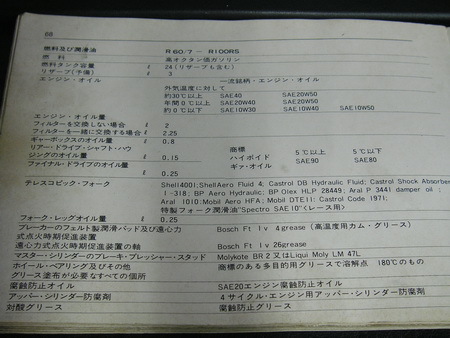 68
燃料及び潤滑油 R60/7 － R100RS
燃料 高オクタン価ガソリン
燃料タンク容量 ℓ 24(リザーブも含む)
リザーブ(予備) ℓ 3
エンジン・オイル 一流銘柄・エンジン・オイル
外気温度に対して
約30℃以上 SAE40 SAE20W50
年間0℃以上 20W40 SAE20W50
約0℃以下 SAE10W30 SAE10W40 SAE10W50
エンジン・オイル量
フィルターを交換しない場合 ℓ 2
フィルターを一緒に交換する場合 ℓ 2.25
ギャーボックスのオイル量 ℓ 0.8
リアー・ドライブ・シャフト・ハウ 商標 5℃以上 5℃以下
ジングのオイル量 ℓ 0.15 ハイポイド SAE90 SAE80
ファイナル・ドライブのオイル量 ギァ・オイル
ℓ 0.25
テレスコピック・フォーク Shell4001;ShellAero Fluid 4; Castrol DB Hydraulic Fluid; Castrol Shock Absorber
1-318; BP Aero Hydraulic; BP Olex HLP 28449; Aral P 3441 damper oil ;
Aral 1010:Mobil Aero HFA; Mobil DTE11: Castrol Code 1971;
特製フォーク潤滑油"Spectro SAE10"<レース用>
フォーク・レッグオイル量 ℓ 0.25
ブレーカーのフェルト製潤滑パッド及び遠心力 Bosch Ft 1v 4grease (高温度用カム・グリス)
式点火時期促進装置
遠心力式点火時期促進装置の軸 Bosch Ft 1v 26grease
マスター・シリンダーのブレーキ・プレッシャー・スタッド Molykote BR 2 又はLiqui Moly LM 47L
ホイール・ベアリング及びその他 商標のある多目的用グリースで溶解点 180℃のもの
グリース塗布が必要なすべての個所
腐蝕防止オイル SAE20エンジン腐蝕防止オイル
アッパー・シリンダー防腐剤 4サイクル・エンジン用アッパー・シリンダー防腐剤
対酸グリース 腐蝕防止グリース